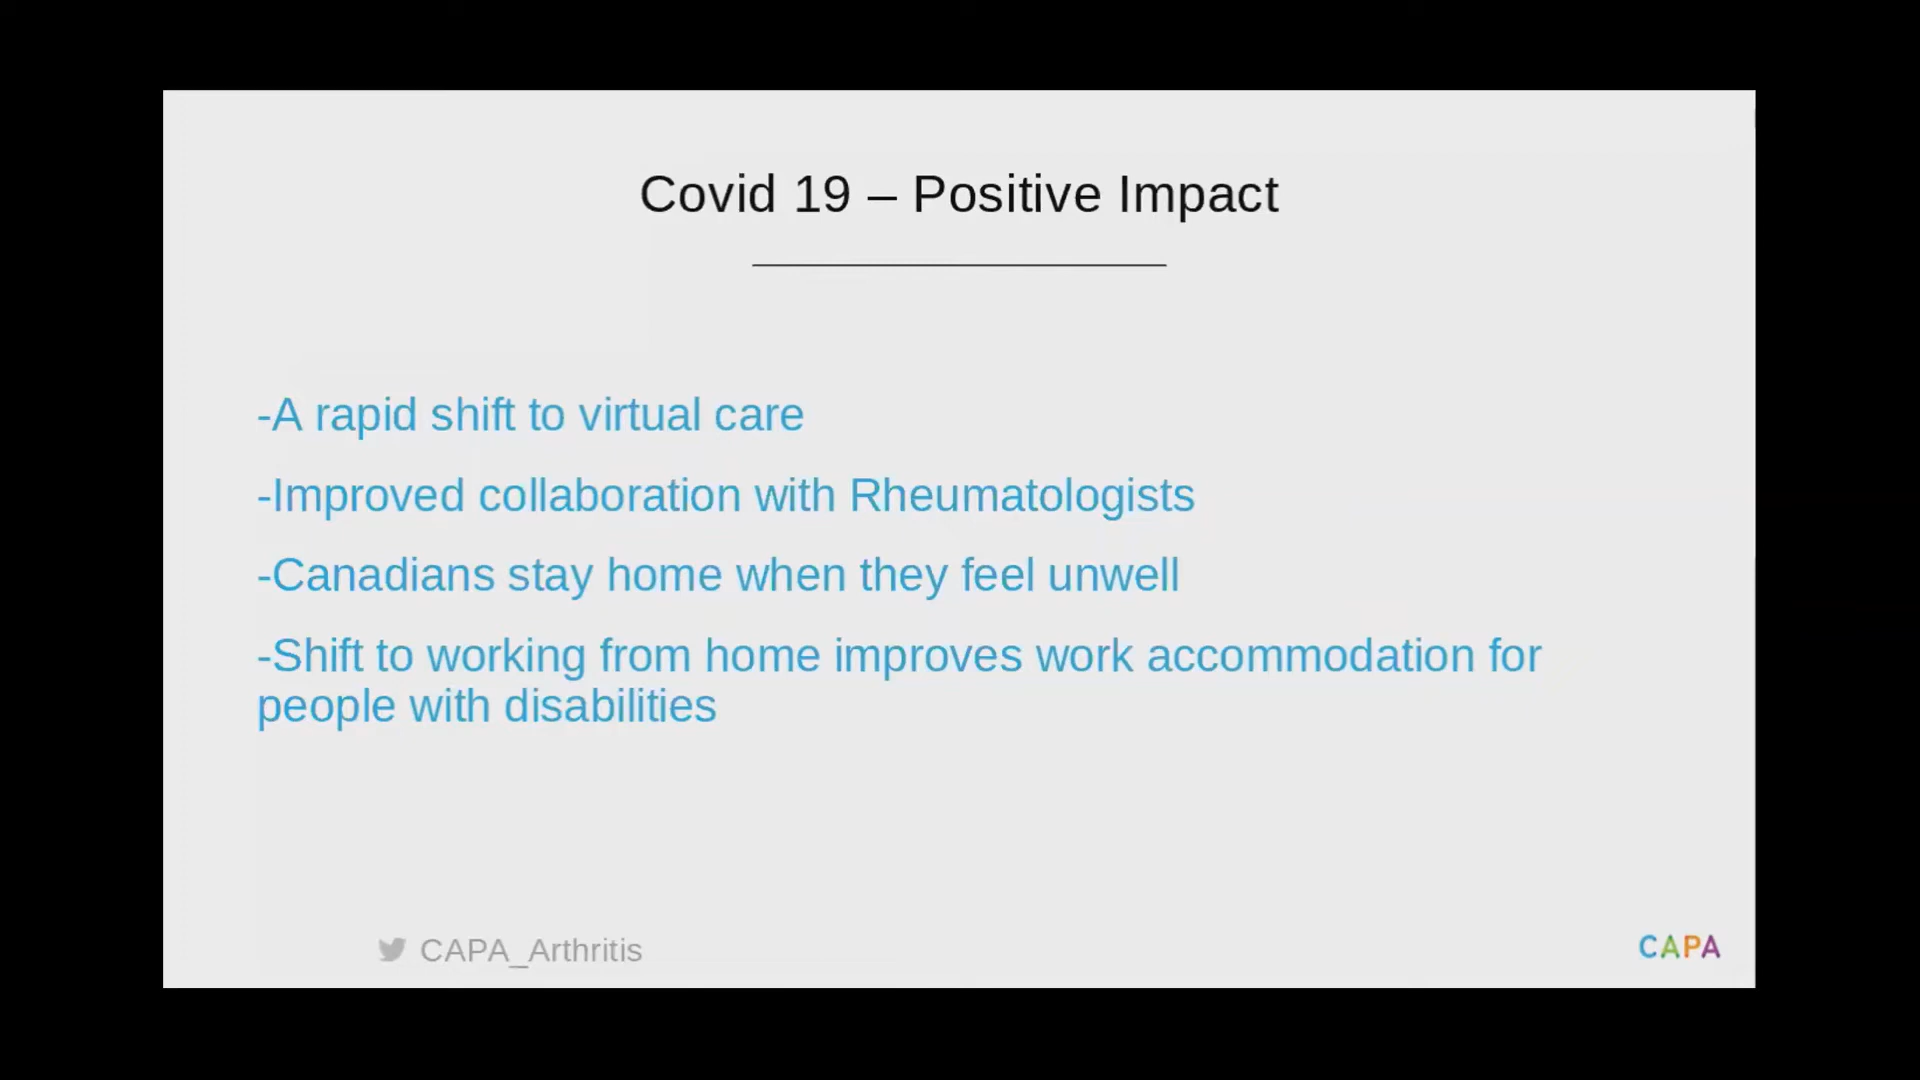 Covid 19 – Positive Impact
-A rapid shift to virtual care
-Improved collaboration with Rheumatologists
-Canadians stay home when they feel unwell
-Shift to working from home improves work accommodation for
people with disabilities
CAPA_Arthritis
CAPA